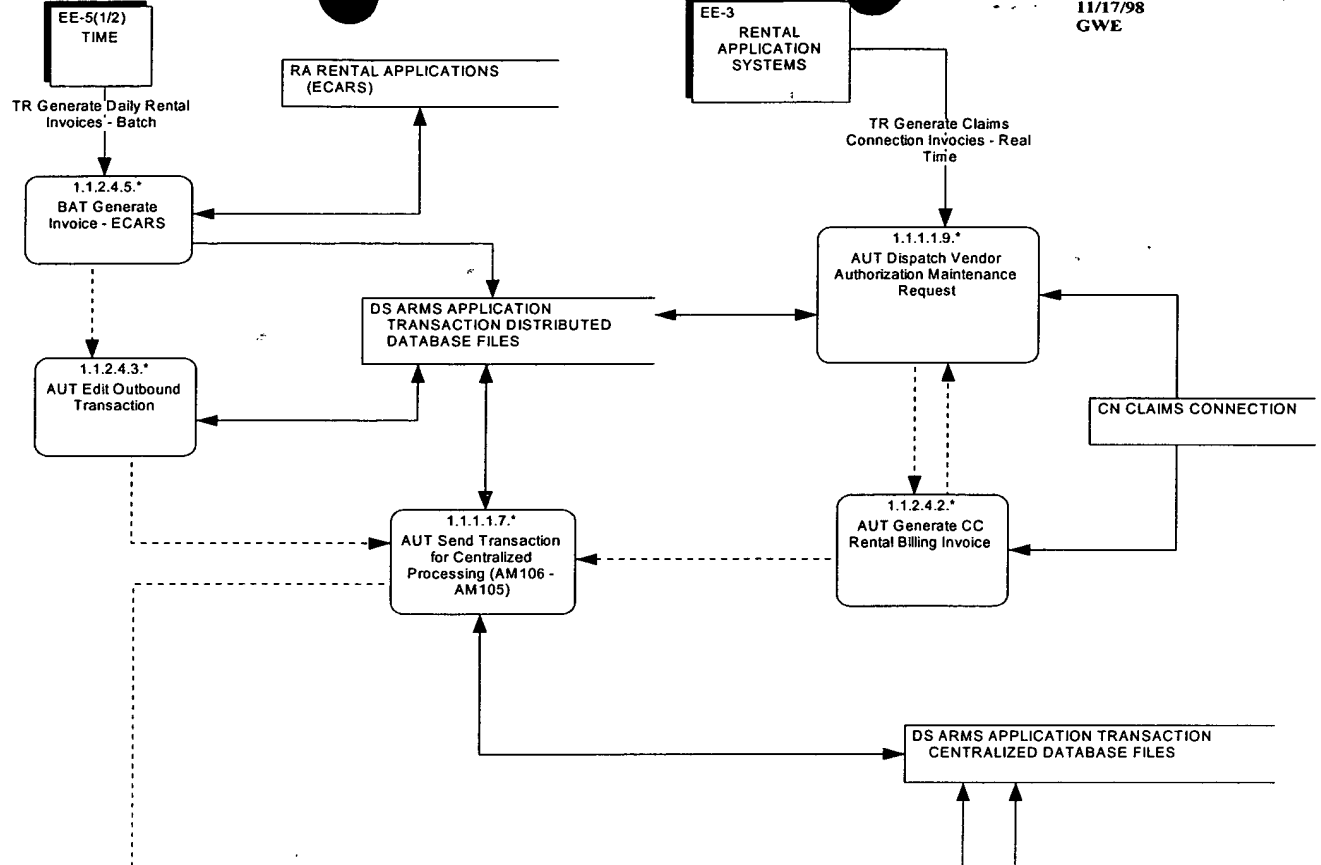 11/17/98
GWE
EE-5(1/2)
TIME
EE-3
RENTAL
APPLICATION
SYSTEMS
RA RENTAL APPLICATIONS
(ECARS)
TR Generate Daily Rental
Invoices - Batch
TR Generate Claims
Connection Invocies - Real
Time
1.1.2.4.5.*
BAT Generate
Invoice - ECARS
1.1.1.1.9.*
AUT Dispatch Vendor
Authorization Maintenance
Request
DS ARMS APPLICATION
TRANSACTION DISTRIBUTED
DATABASE FILES
1.1.2.4.3.*
AUT Edit Outbound
Transaction
CN CLAIMS CONNECTION
1.1.1.1.7.*
AUT Send Transaction
for Centralized
Processing (AM106 -
AM105)
1.1.2.4.2.*
AUT Generate CC
Rental Billing Invoice
DS ARMS APPLICATION TRANSACTION
CENTRALIZED DATABASE FILES